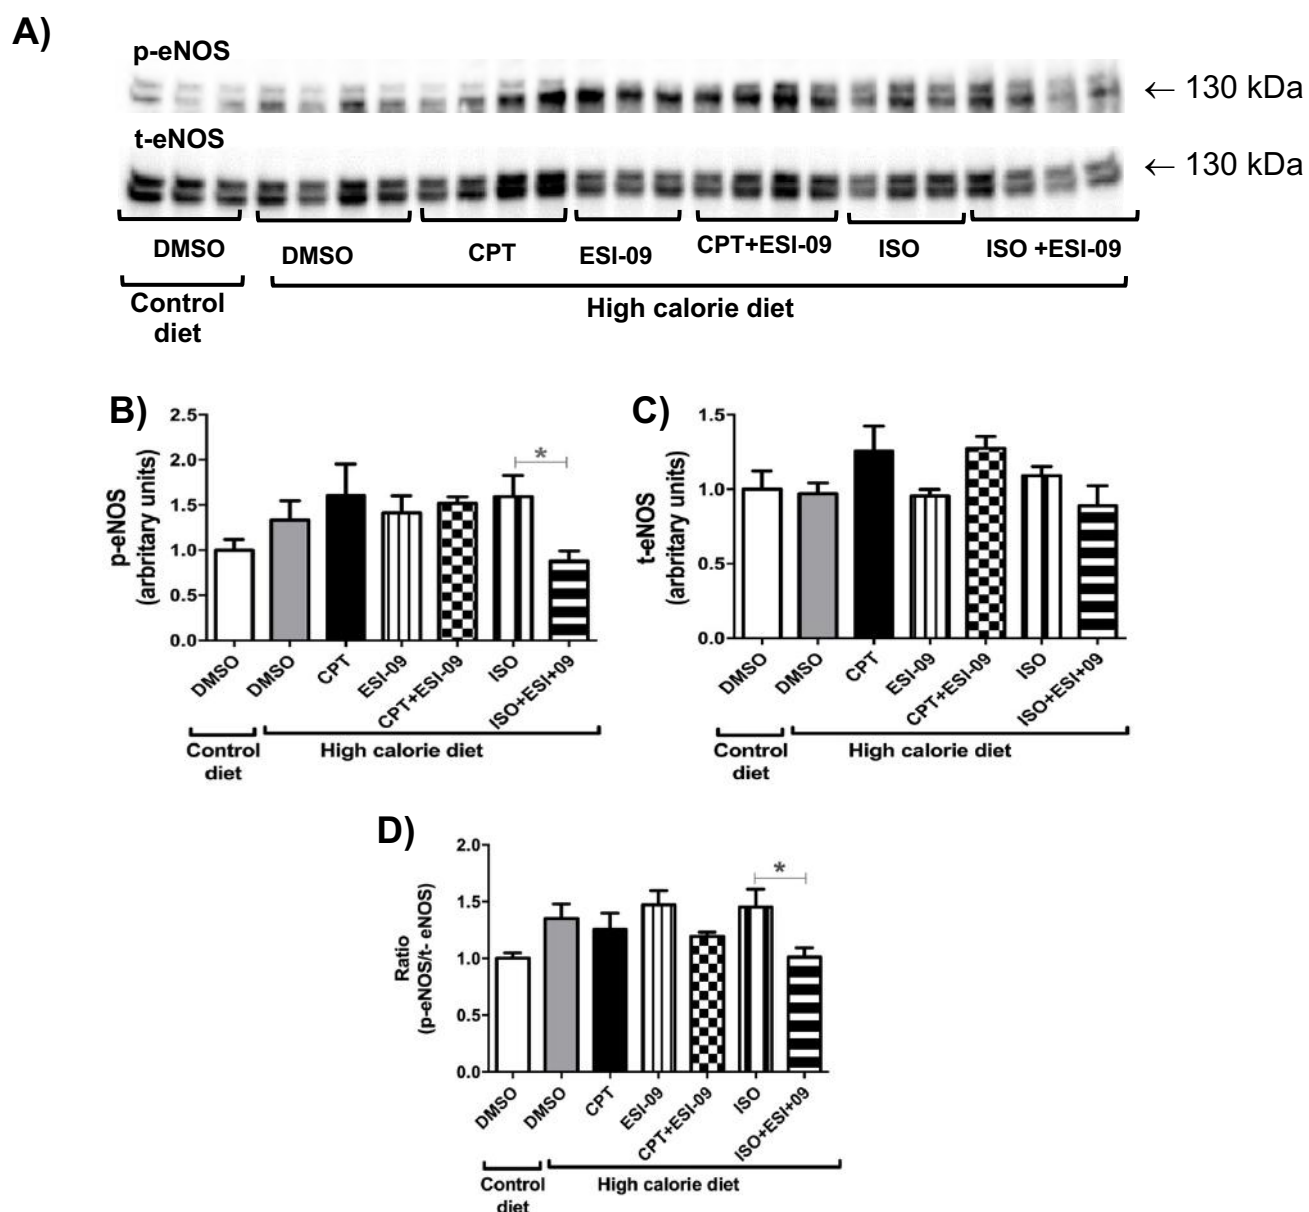 A)
p-eNOS
← 130 kDa
t-eNOS
← 130 kDa
DMSO DMSO CPT ESI-09 CPT+ESI-09 ISO ISO +ESI-09
Control
diet
High calorie diet
B)
p-eNOS
(arbritary units)
2.5
2.0
1.5
1.0
0.5
0.0
*
DMSO
DMSO
CPT
ESI-09
CPT+ESI-09
ISO
ISO+ESI+09
Control
diet
High calorie diet
C)
t-eNOS
(arbritary units)
1.5
1.0
0.5
0.0
DMSO
DMSO
CPT
ESI-09
CPT+ESI-09
ISO
ISO+ESI+09
Control
diet
High calorie diet
D)
Ratio
(p-eNOS/t- eNOS)
2.0
1.5
1.0
0.5
0.0
*
DMSO
DMSO
CPT
ESI-09
CPT+ESI-09
ISO
ISO+ESI+09
Control
diet
High calorie diet